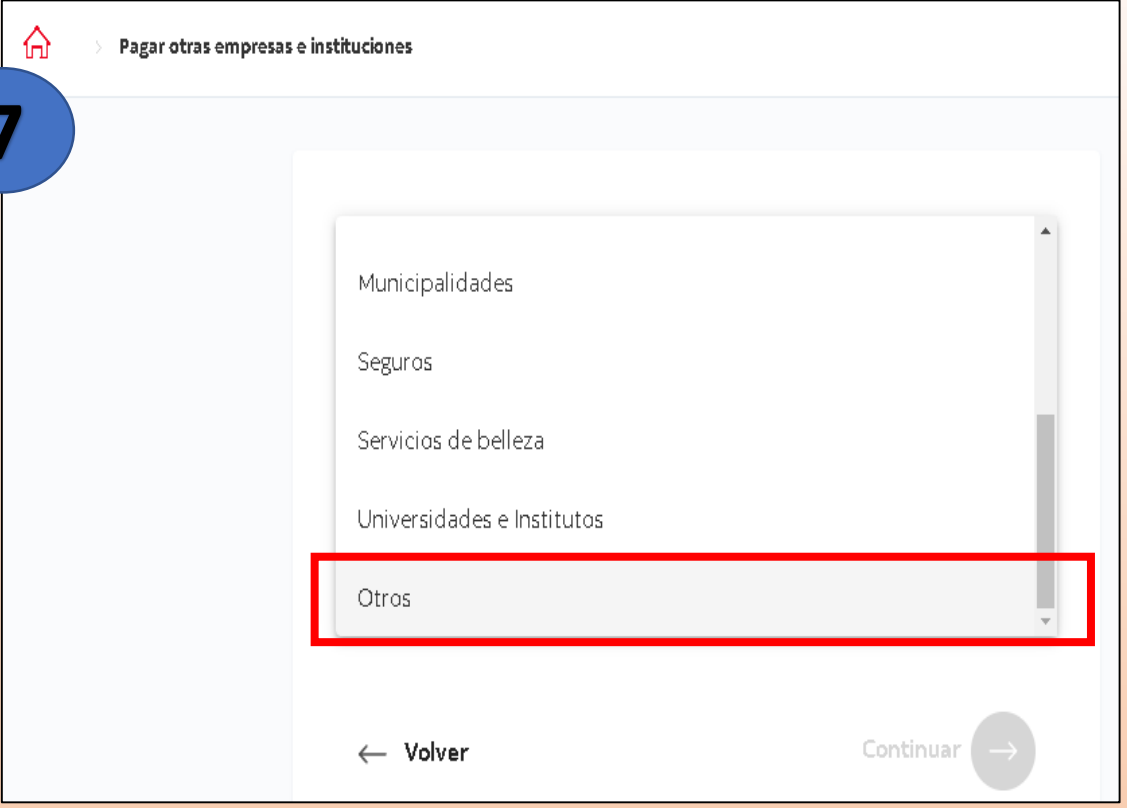 Pagar otras empresas e instituciones
7
Municipalidades
Seguros
Servicios de belleza
Universidades e Institutos
Otros
Volver
Continuar